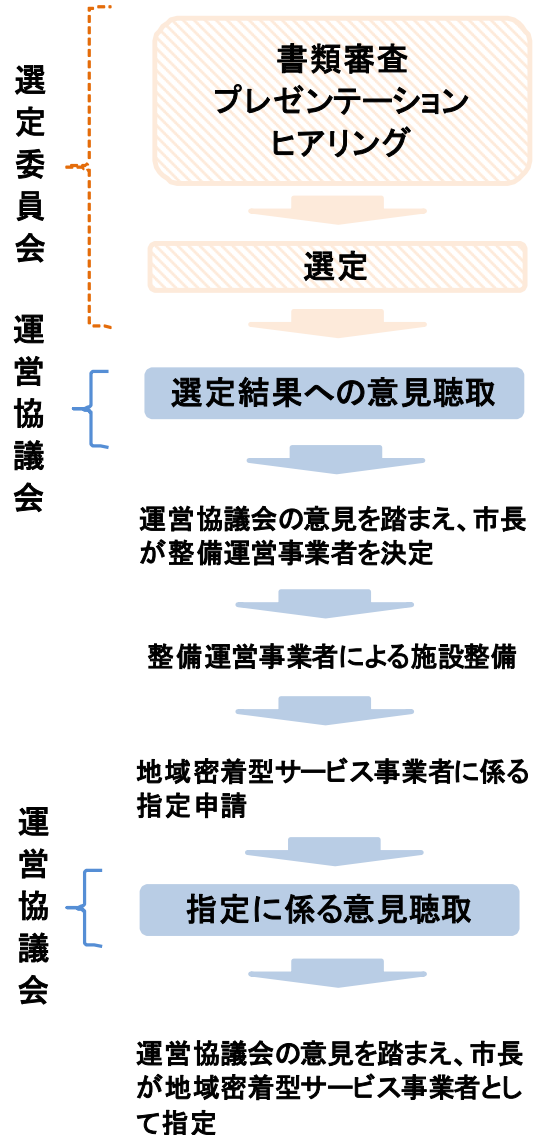 選定委員会
書類審査
プレゼンテーション
ヒアリング
選定
運営協議会
選定結果への意見聴取
運営協議会の意見を踏まえ、市長
が整備運営事業者を決定
整備運営事業者による施設整備
地域密着型サービス事業者に係る
指定申請
運営協議会
指定に係る意見聴取
運営協議会の意見を踏まえ、市長
が地域密着型サービス事業者とし
て指定